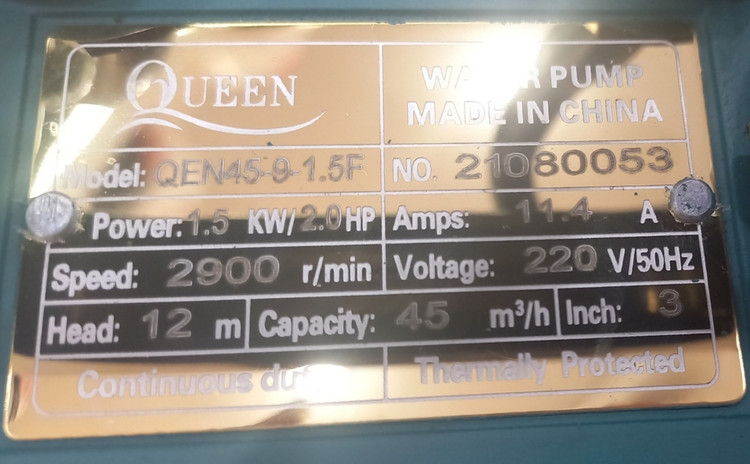 QUEEN
WATER PUMP
MADE IN CHINA
Model: QEN45-9-1.5F
NO. 21080053
Power: 1.5 KW/ 2.0 HP
Amps: 11.4 A
Speed: 2900 r/min
Voltage: 220 V/50Hz
Head: 12 m
Capacity: 45 m³/h
Inch: 3
Continuous duty
Thermally Protected